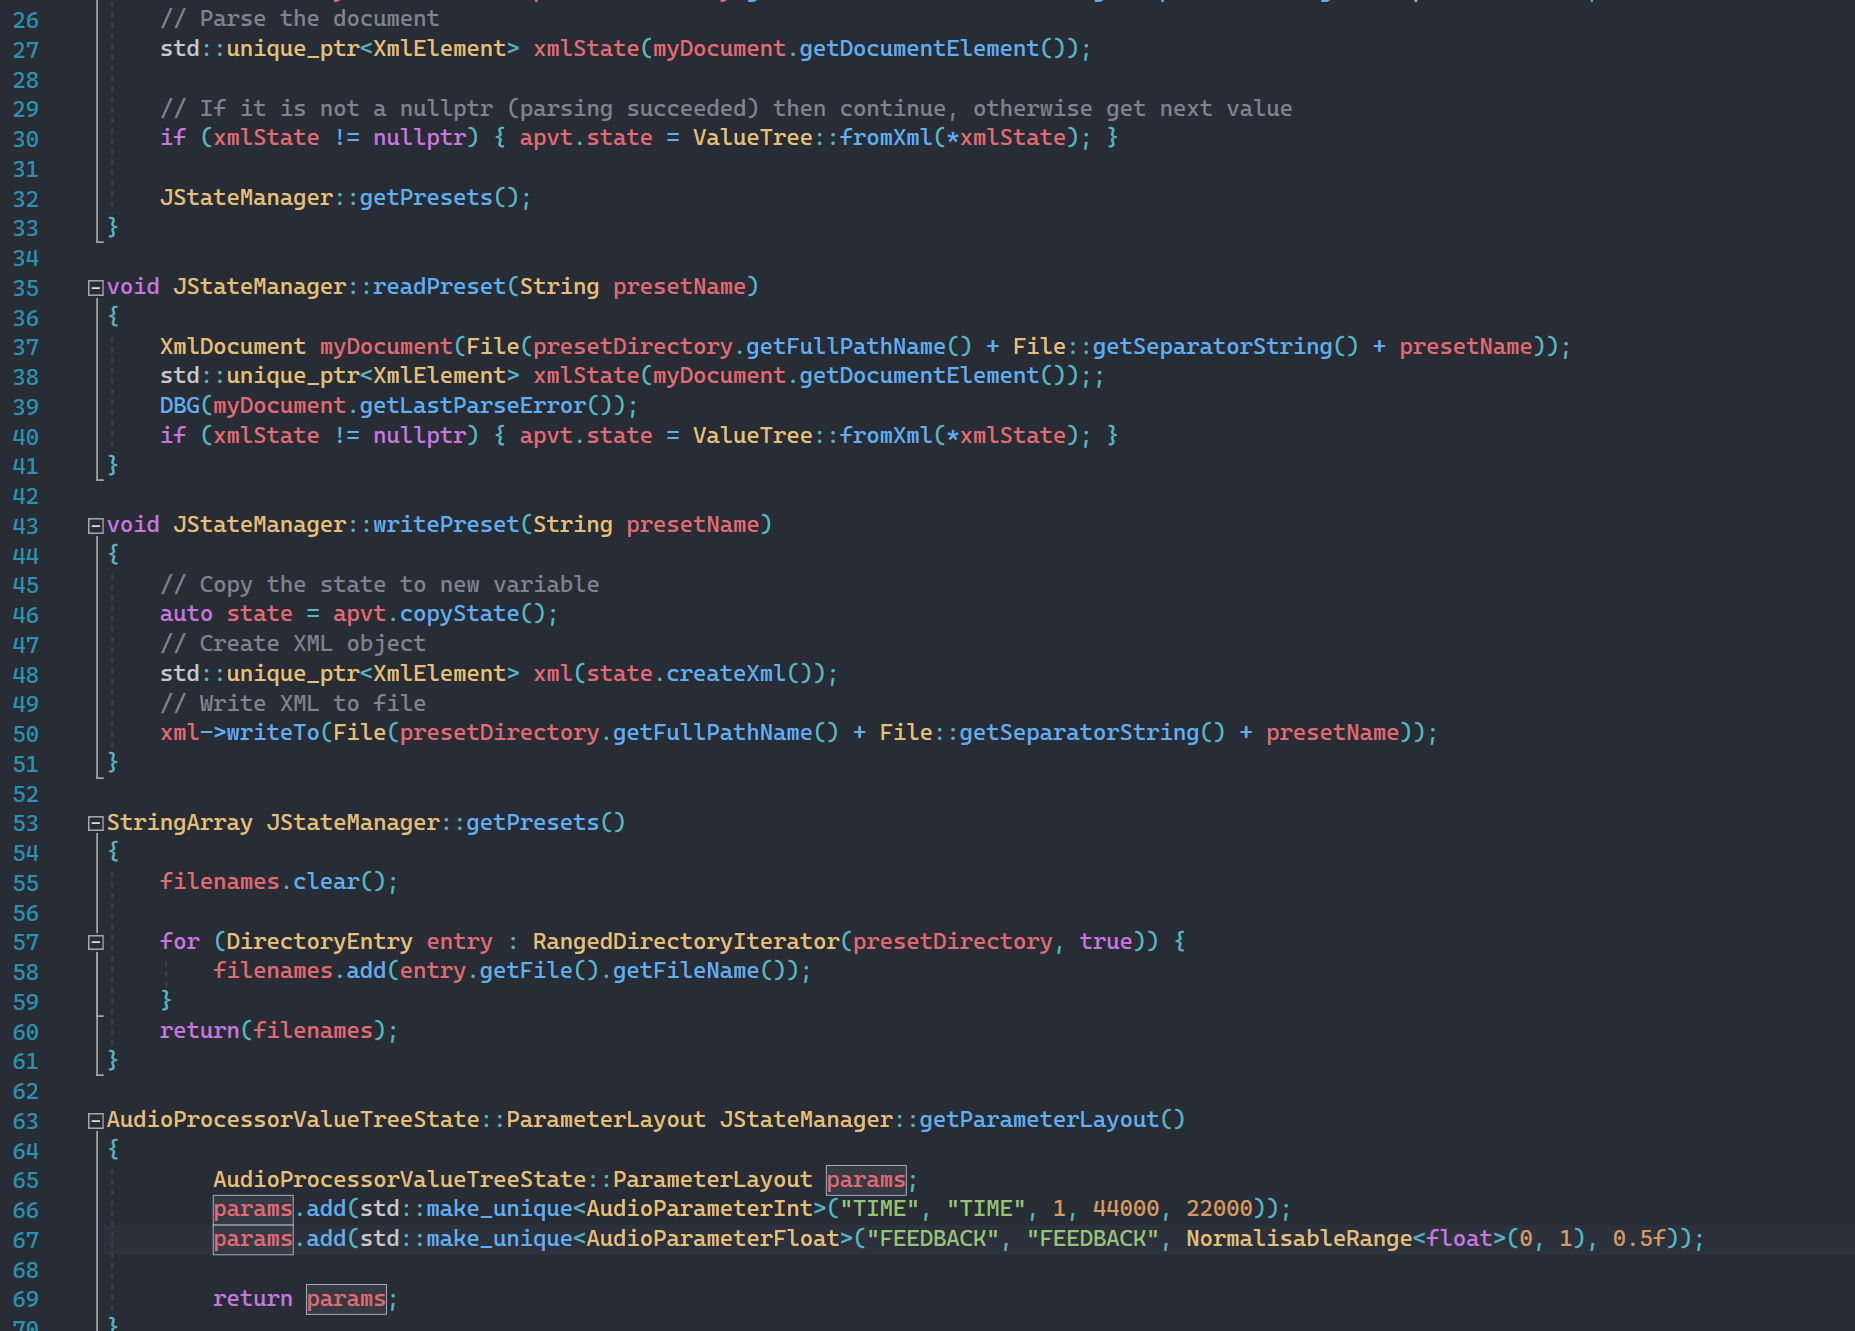 26 // Parse the document
27 std::unique_ptr<XmlElement> xmlState(myDocument.getDocumentElement());
28
29 // If it is not a nullptr (parsing succeeded) then continue, otherwise get next value
30 if (xmlState != nullptr) { apvt.state = ValueTree::fromXml(*xmlState); }
31
32 JStateManager::getPresets();
33 }
34
35 void JStateManager::readPreset(String presetName)
36 {
37 XmlDocument myDocument(File(presetDirectory.getFullPathName() + File::getSeparatorString() + presetName));
38 std::unique_ptr<XmlElement> xmlState(myDocument.getDocumentElement());;
39 DBG(myDocument.getLastParseError());
40 if (xmlState != nullptr) { apvt.state = ValueTree::fromXml(*xmlState); }
41 }
42
43 void JStateManager::writePreset(String presetName)
44 {
45 // Copy the state to new variable
46 auto state = apvt.copyState();
47 // Create XML object
48 std::unique_ptr<XmlElement> xml(state.createXml());
49 // Write XML to file
50 xml->writeTo(File(presetDirectory.getFullPathName() + File::getSeparatorString() + presetName));
51 }
52
53 StringArray JStateManager::getPresets()
54 {
55 filenames.clear();
56
57 for (DirectoryEntry entry : RangedDirectoryIterator(presetDirectory, true)) {
58 filenames.add(entry.getFile().getFileName());
59 }
60 return(filenames);
61 }
62
63 AudioProcessorValueTreeState::ParameterLayout JStateManager::getParameterLayout()
64 {
65 AudioProcessorValueTreeState::ParameterLayout params;
66 params.add(std::make_unique<AudioParameterInt>("TIME", "TIME", 1, 44000, 22000));
67 params.add(std::make_unique<AudioParameterFloat>("FEEDBACK", "FEEDBACK", NormalisableRange<float>(0, 1), 0.5f));
68
69 return params;
70 }